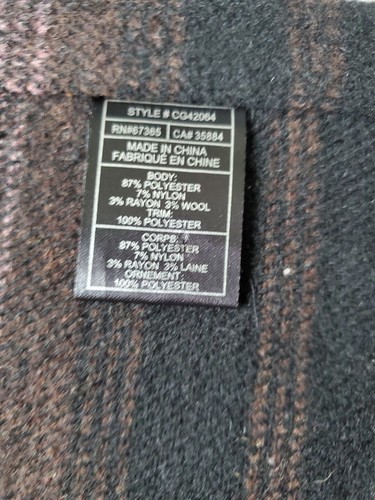 STYLE # CG42064
RN#67365 CA# 35884
MADE IN CHINA
FABRIQUÉ EN CHINE
BODY:
87% POLYESTER
7% NYLON
3% RAYON 3% WOOL
TRIM:
100% POLYESTER
CORPS:
87% POLYESTER
7% NYLON
3% RAYON 3% LAINE
ORNEMENT:
100% POLYESTER